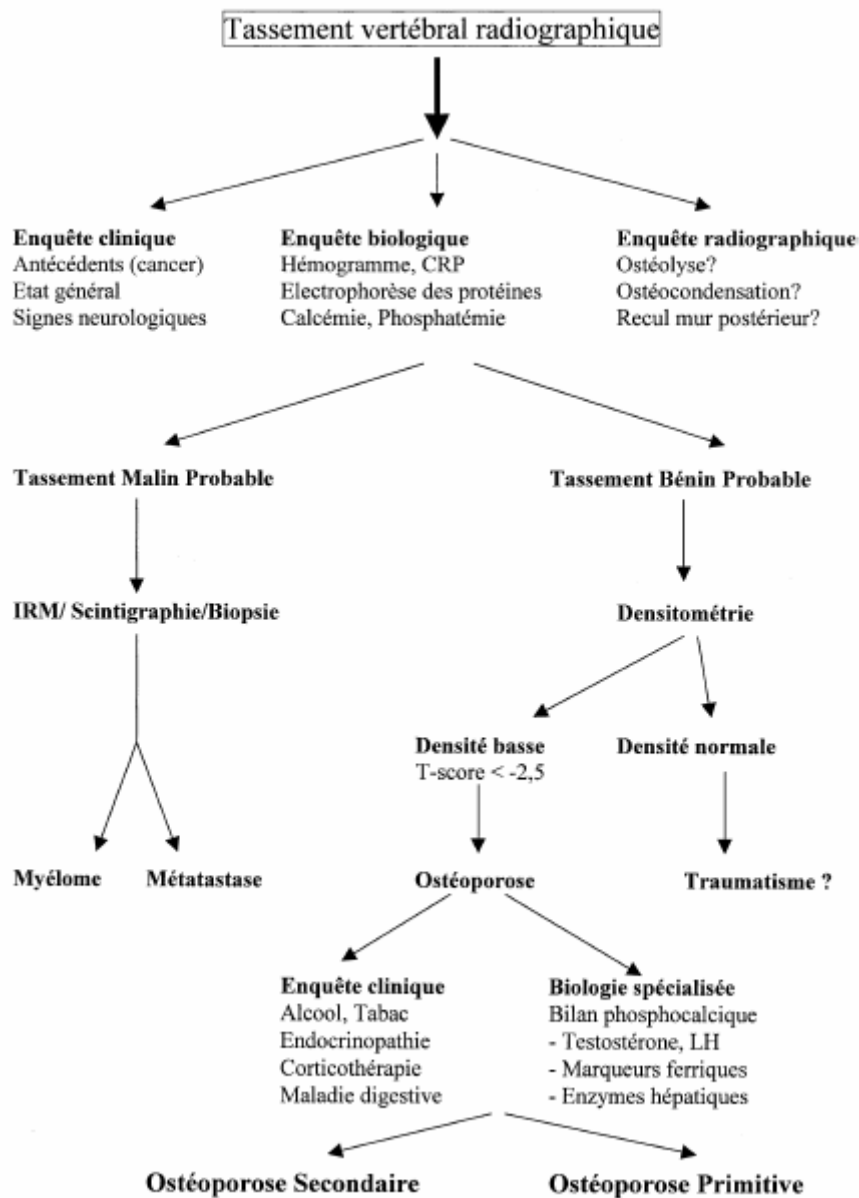 Tassement vertébral radiographique
Enquête clinique
Antécédents (cancer)
Etat général
Signes neurologiques
Enquête biologique
Hémogramme, CRP
Electrophorèse des protéines
Calcémie, Phosphatémie
Enquête radiographique
Ostéolyse?
Ostéocondensation?
Recul mur postérieur?
Tassement Malin Probable
Tassement Bénin Probable
IRM/ Scintigraphie/Biopsie
Densitométrie
Densité basse
T-score < -2,5
Densité normale
Myélome
Métatastase
Ostéoporose
Traumatisme ?
Enquête clinique
Alcool, Tabac
Endocrinopathie
Corticothérapie
Maladie digestive
Biologie spécialisée
Bilan phosphocalcique
- Testostérone, LH
- Marqueurs ferriques
- Enzymes hépatiques
Ostéoporose Secondaire
Ostéoporose Primitive